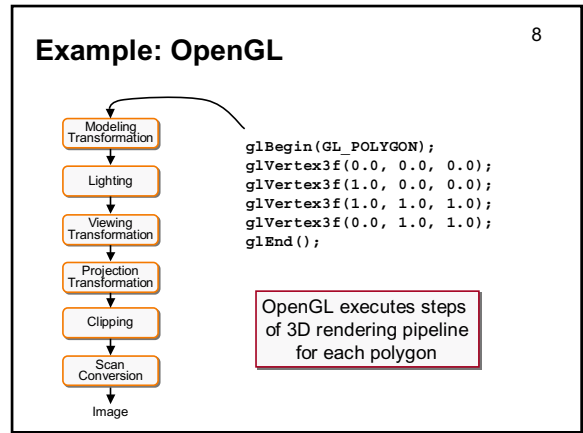 8
Example: OpenGL
Modeling
Transformation
Lighting
Viewing
Transformation
Projection
Transformation
Clipping
Scan
Conversion
Image
glBegin(GL_POLYGON);
glVertex3f(0.0, 0.0, 0.0);
glVertex3f(1.0, 0.0, 0.0);
glVertex3f(1.0, 1.0, 1.0);
glVertex3f(0.0, 1.0, 1.0);
glEnd();
OpenGL executes steps
of 3D rendering pipeline
for each polygon